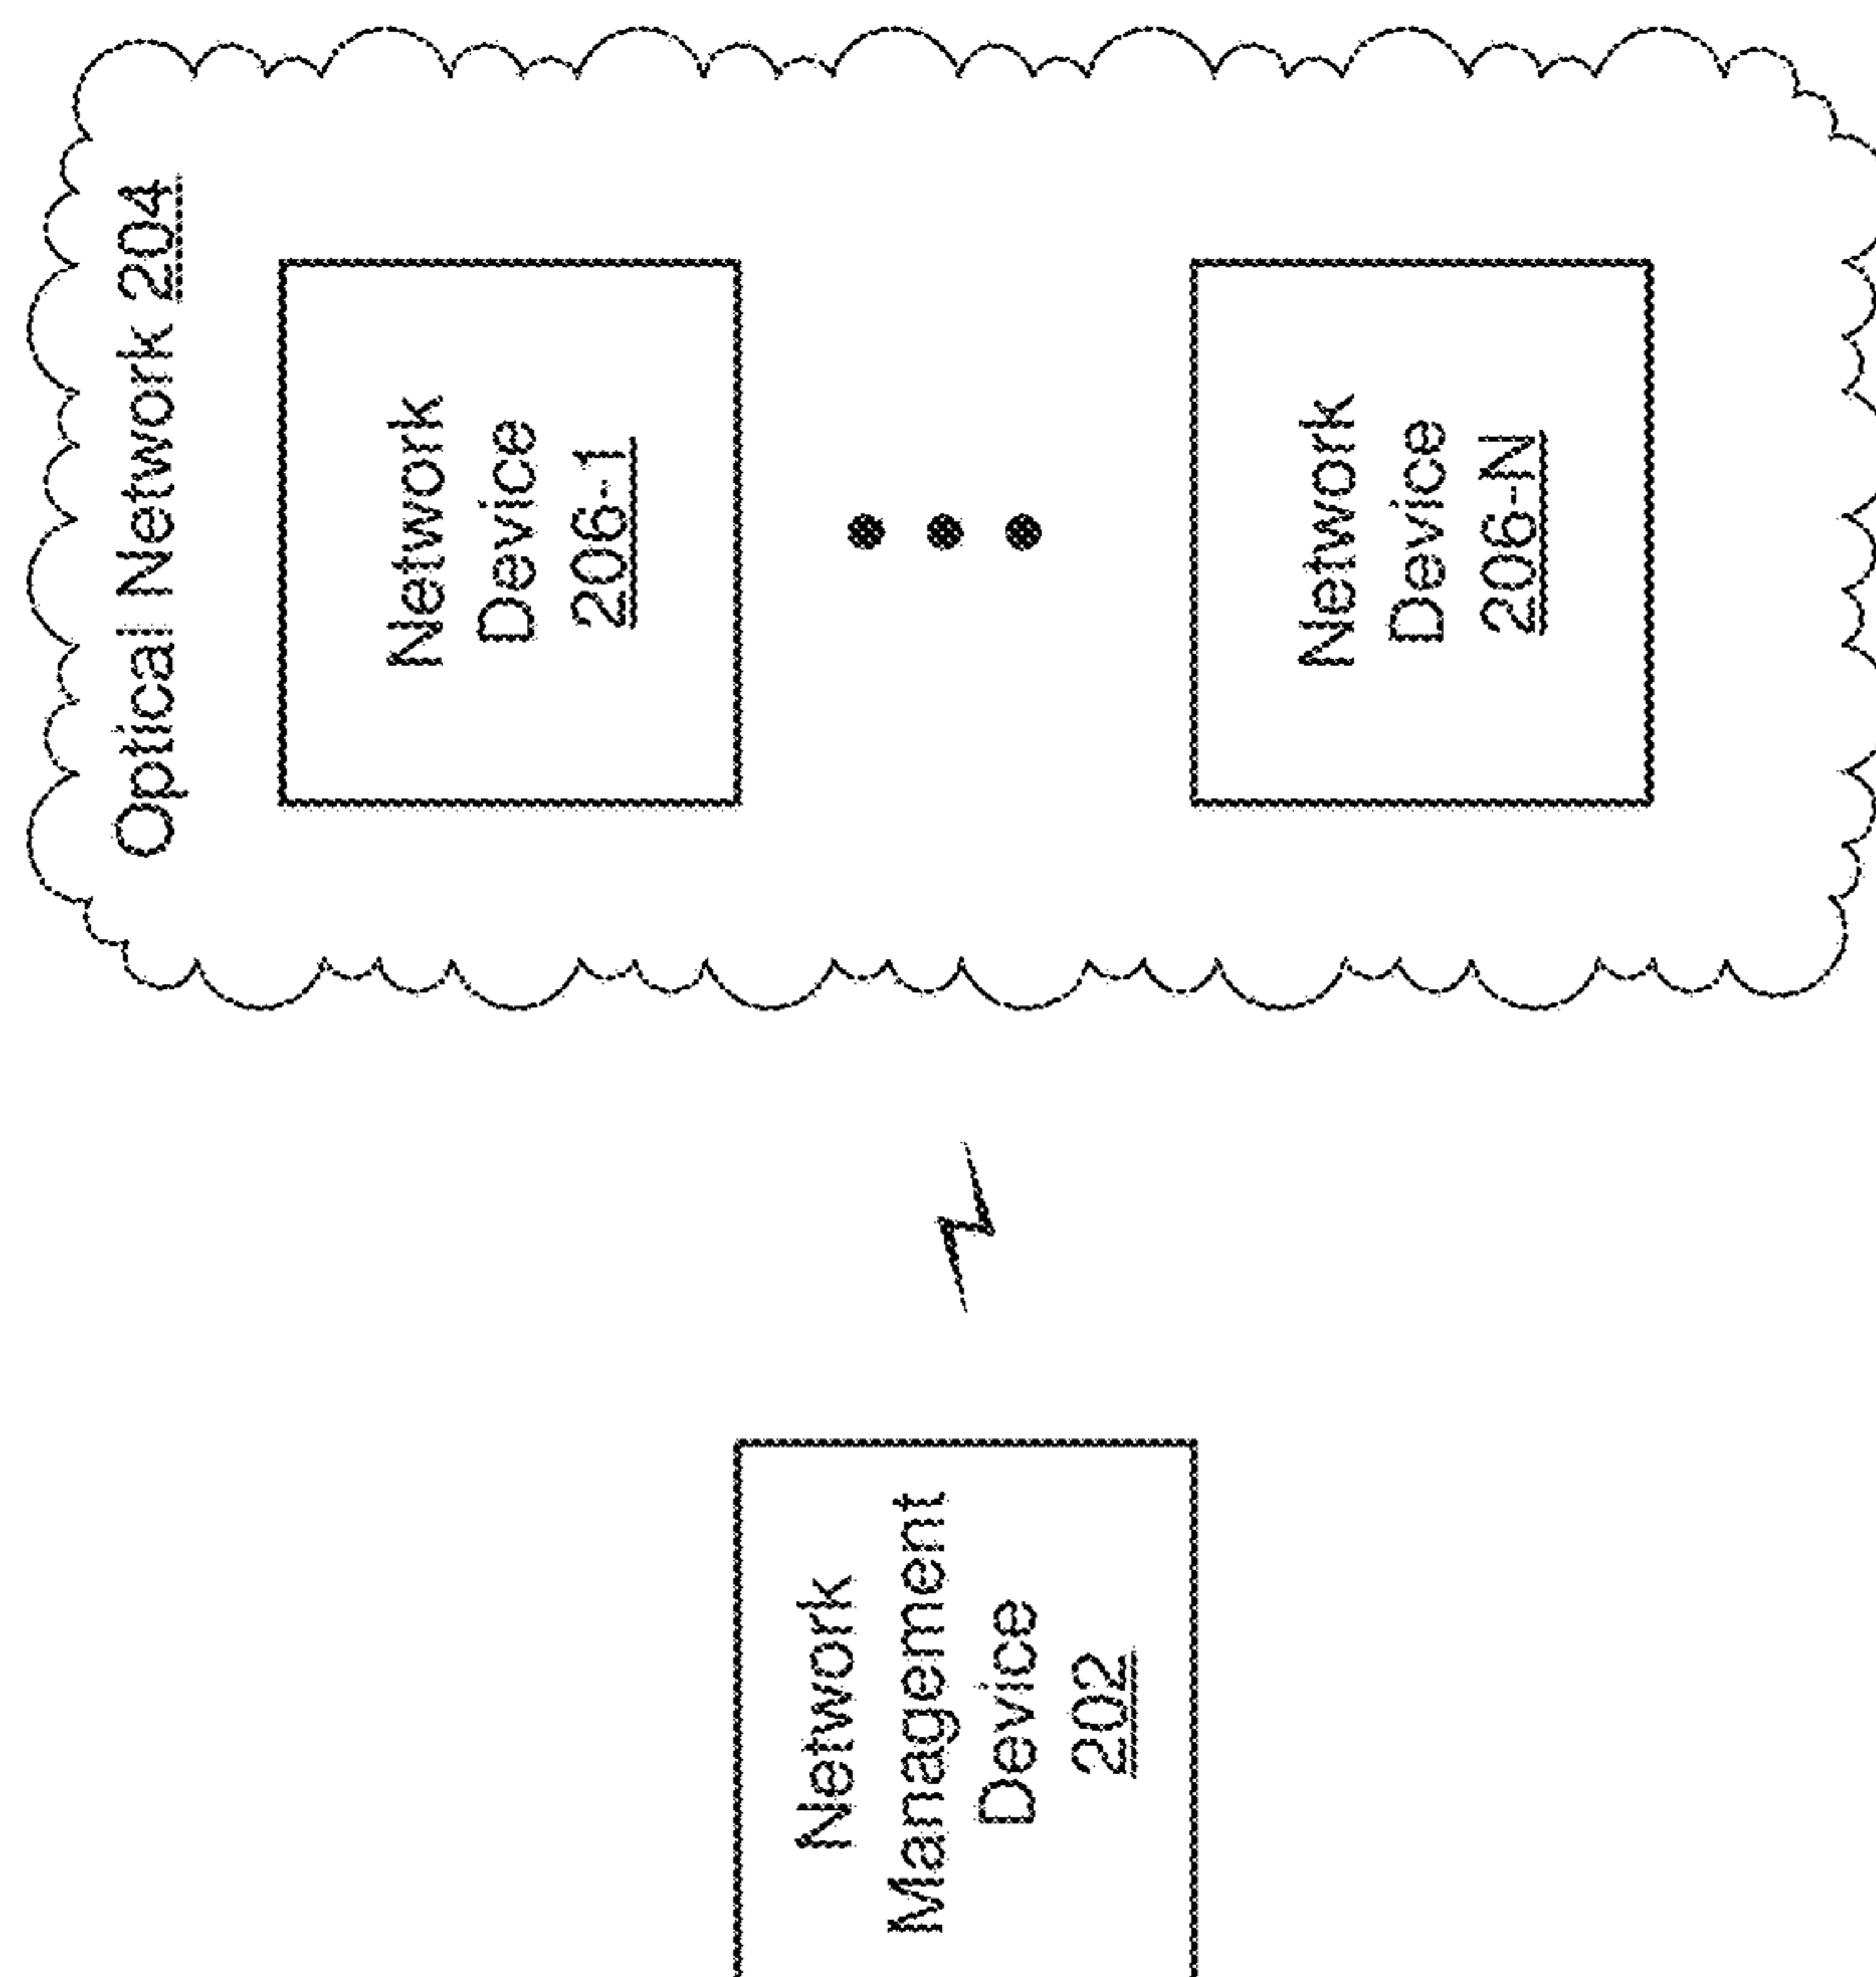 Optical Network 204
Network
Device
206-1
Network
Device
206-N
Network
Management
Device
202